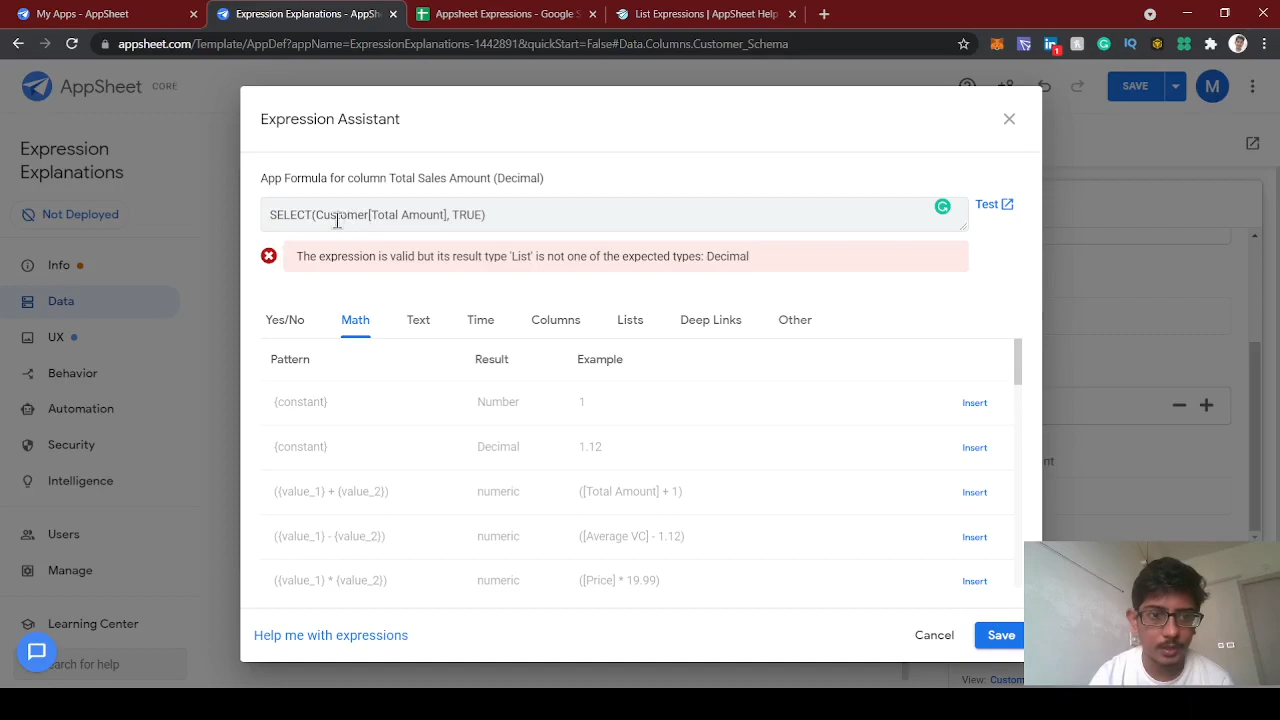 My Apps - AppSheet
Expression Explanations - AppSh
Appsheet Expressions - Google S
List Expressions | AppSheet Help
appsheet.com/Template/AppDef?appName=ExpressionExplanations-1442891&quickStart=False#Data.Columns.Customer_Schema
IQ
1
AppSheet CORE
SAVE
M
Expression
Explanations
Not Deployed
Info
Data
UX
Behavior
Automation
Security
Intelligence
Users
Manage
Learning Center
earch for help
Expression Assistant
App Formula for column Total Sales Amount (Decimal)
SELECT(Customer[Total Amount], TRUE)
Test
The expression is valid but its result type 'List' is not one of the expected types: Decimal
Yes/No Math Text Time Columns Lists Deep Links Other
Pattern Result Example
{constant} Number 1 Insert
{constant} Decimal 1.12 Insert
({value_1} + {value_2}) numeric ([Total Amount] + 1) Insert
({value_1} - {value_2}) numeric ([Average VC] - 1.12) Insert
({value_1} * {value_2}) numeric ([Price] * 19.99) Insert
Help me with expressions
Cancel
Save
nt
View: Custom